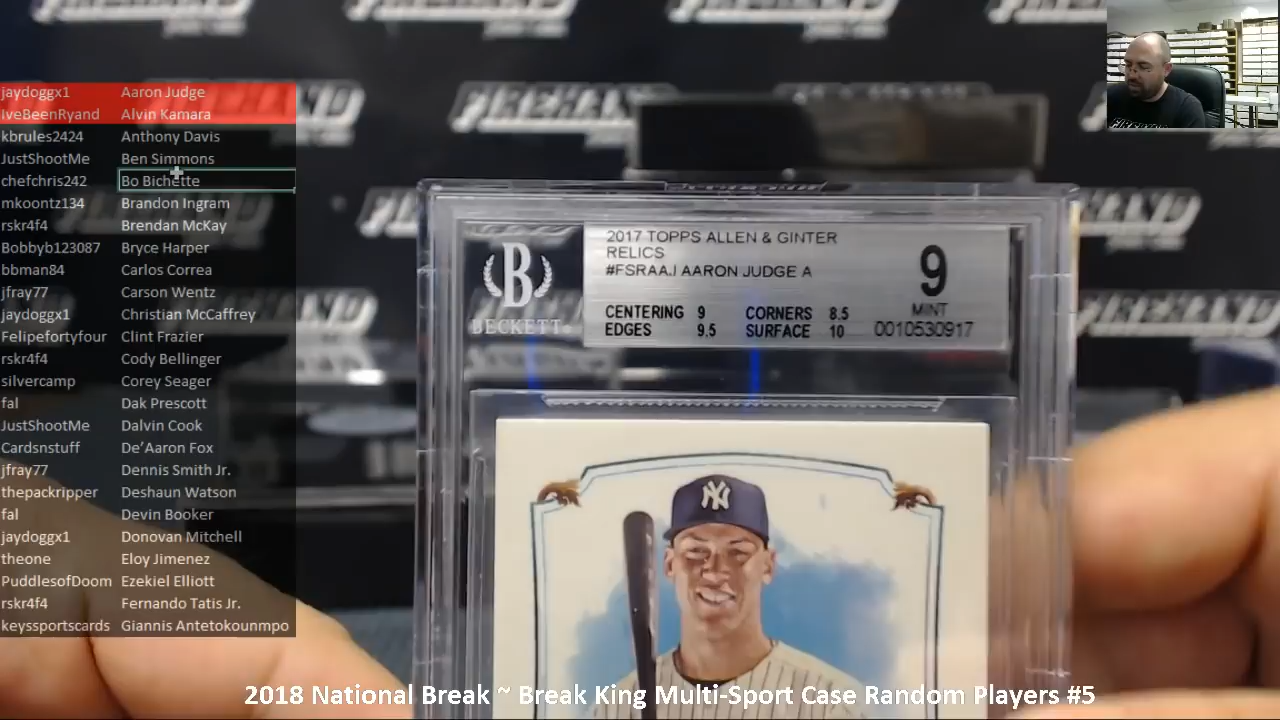 jaydoggx1 Aaron Judge
IveBeenRyand Alvin Kamara
kbrules2424 Anthony Davis
JustShootMe Ben Simmons
chefchris242 Bo Bichette
mkoontz134 Brandon Ingram
rskr4f4 Brendan McKay
Bobbyb123087 Bryce Harper
bbman84 Carlos Correa
jfray77 Carson Wentz
jaydoggx1 Christian McCaffrey
Felipefortyfour Clint Frazier
rskr4f4 Cody Bellinger
silvercamp Corey Seager
fal Dak Prescott
JustShootMe Dalvin Cook
Cardsnstuff De'Aaron Fox
jfray77 Dennis Smith Jr.
thepackripper Deshaun Watson
fal Devin Booker
jaydoggx1 Donovan Mitchell
theone Eloy Jimenez
PuddlesofDoom Ezekiel Elliott
rskr4f4 Fernando Tatis Jr.
keyssportscards Giannis Antetokounmpo
B
BECKETT
2017 TOPPS ALLEN & GINTER
RELICS
#FSRAAJ AARON JUDGE A
CENTERING 9 CORNERS 8.5
EDGES 9.5 SURFACE 10
9
MINT
0010530917
NY
2018 National Break ~ Break King Multi-Sport Case Random Players #5